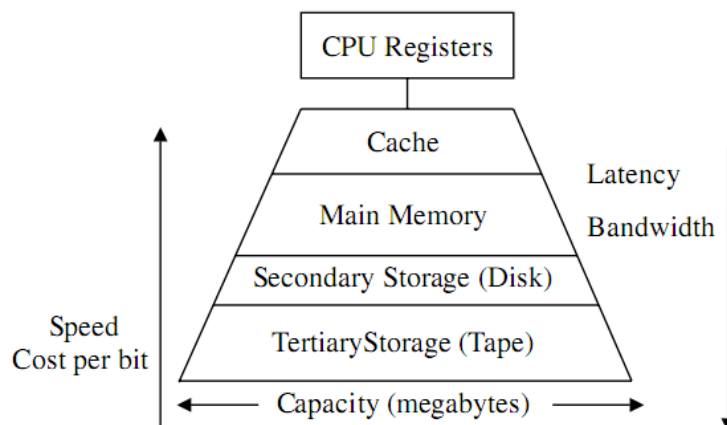 CPU Registers
Cache
Latency
Main Memory
Bandwidth
Secondary Storage (Disk)
Speed
Cost per bit
TertiaryStorage (Tape)
Capacity (megabytes)